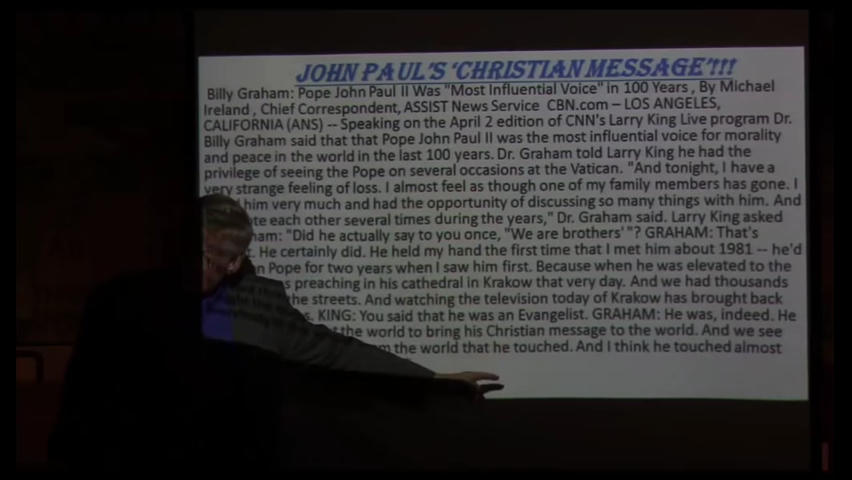 JOHN PAUL'S 'CHRISTIAN MESSAGE'!!!
Billy Graham: Pope John Paul II Was "Most Influential Voice" in 100 Years , By Michael
Ireland , Chief Correspondent, ASSIST News Service CBN.com – LOS ANGELES,
CALIFORNIA (ANS) -- Speaking on the April 2 edition of CNN's Larry King Live program Dr.
Billy Graham said that that Pope John Paul II was the most influential voice for morality
and peace in the world in the last 100 years. Dr. Graham told Larry King he had the
privilege of seeing the Pope on several occasions at the Vatican. "And tonight, I have a
very strange feeling of loss. I almost feel as though one of my family members has gone. I
him very much and had the opportunity of discussing so many things with him. And
each other several times during the years," Dr. Graham said. Larry King asked
"Did he actually say to you once, "We are brothers' "? GRAHAM: That's
He certainly did. He held my hand the first time that I met him about 1981 -- he'd
Pope for two years when I saw him first. Because when he was elevated to the
preaching in his cathedral in Krakow that very day. And we had thousands
the streets. And watching the television today of Krakow has brought back
KING: You said that he was an Evangelist. GRAHAM: He was, indeed. He
the world to bring his Christian message to the world. And we see
the world that he touched. And I think he touched almost